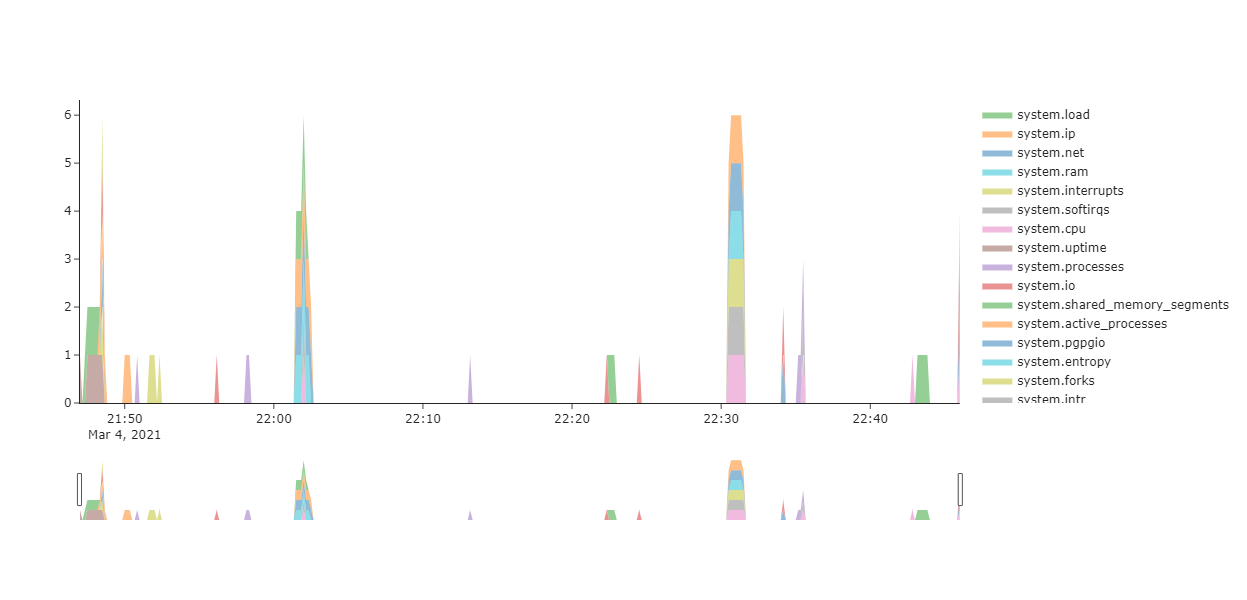 6
5
4
3
2
1
0
21:50
22:00
22:10
22:20
22:30
22:40
Mar 4, 2021
system.load
system.ip
system.net
system.ram
system.interrupts
system.softirqs
system.cpu
system.uptime
system.processes
system.io
system.shared_memory_segments
system.active_processes
system.pgpgio
system.entropy
system.forks
system.intr